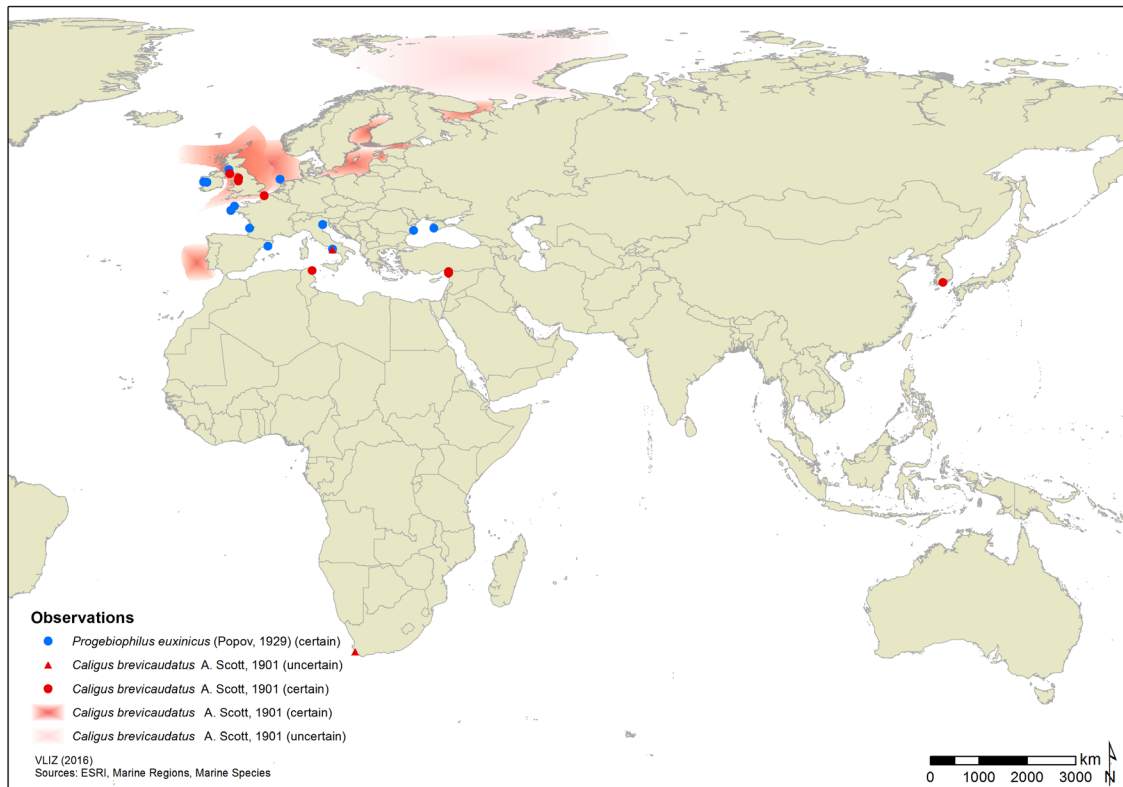 Observations
Progebiophilus euxinicus (Popov, 1929) (certain)
Caligus brevicaudatus A. Scott, 1901 (uncertain)
Caligus brevicaudatus A. Scott, 1901 (certain)
Caligus brevicaudatus A. Scott, 1901 (certain)
Caligus brevicaudatus A. Scott, 1901 (uncertain)
VLIZ (2016)
Sources: ESRI, Marine Regions, Marine Species
km
0 1000 2000 3000
N